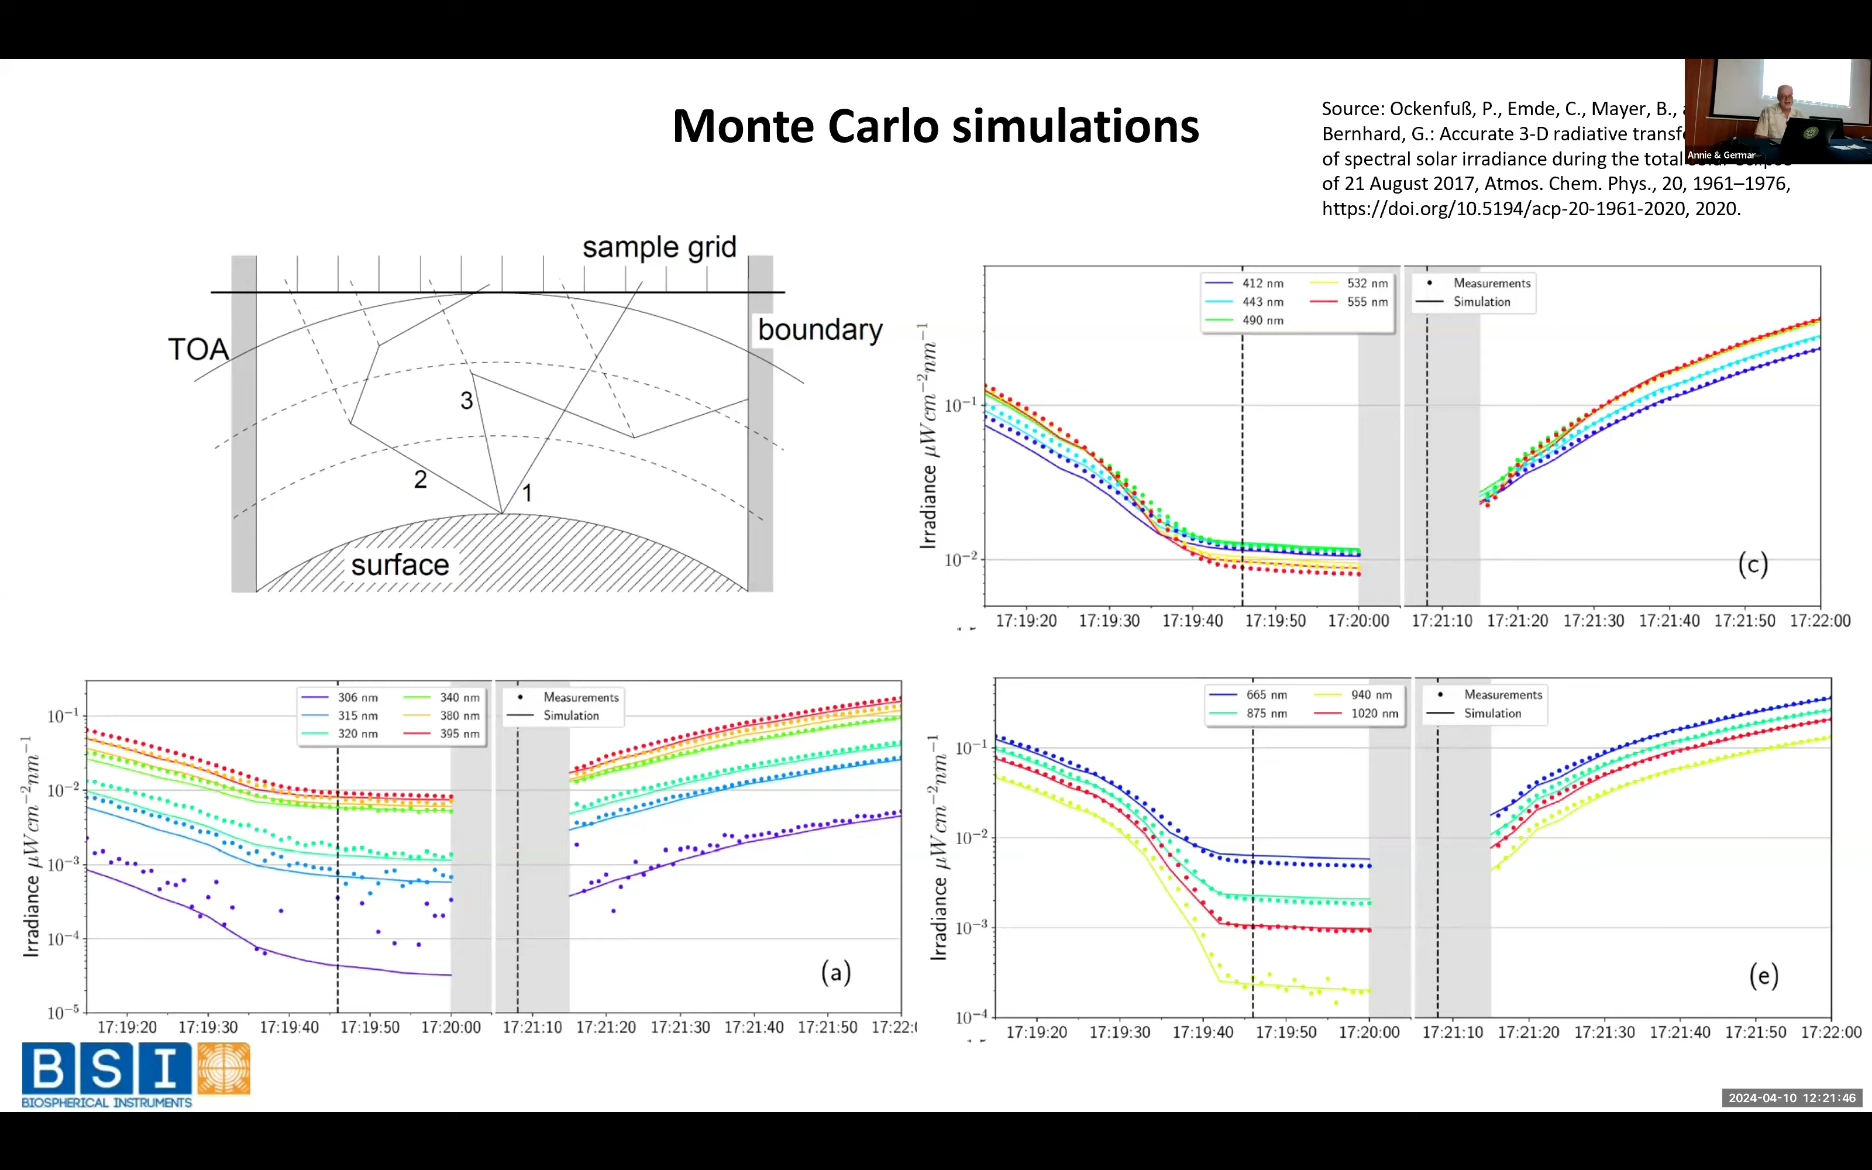 Monte Carlo simulations
Source: Ockenfuß, P., Emde, C., Mayer, B.,
Bernhard, G.: Accurate 3-D radiative
of spectral solar irradiance during the total
of 21 August 2017, Atmos. Chem. Phys., 20, 1961–1976,
https://doi.org/10.5194/acp-20-1961-2020, 2020.
Annie & Germar
sample grid
TOA
boundary
3
2
1
surface
412 nm
443 nm
490 nm
532 nm
555 nm
Measurements
Simulation
Irradiance μWcm⁻²nm⁻¹
10⁻¹
10⁻²
(c)
17:19:20 17:19:30 17:19:40 17:19:50 17:20:00 17:21:10 17:21:20 17:21:30 17:21:40 17:21:50 17:22:00
306 nm
315 nm
320 nm
340 nm
380 nm
395 nm
Measurements
Simulation
Irradiance μWcm⁻²nm⁻¹
10⁻¹
10⁻²
10⁻³
10⁻⁴
10⁻⁵
(a)
17:19:20 17:19:30 17:19:40 17:19:50 17:20:00 17:21:10 17:21:20 17:21:30 17:21:40 17:21:50
665 nm
875 nm
940 nm
1020 nm
Measurements
Simulation
Irradiance μWcm⁻²nm⁻¹
10⁻¹
10⁻²
10⁻³
10⁻⁴
(e)
17:19:20 17:19:30 17:19:40 17:19:50 17:20:00 17:21:10 17:21:20 17:21:30 17:21:40 17:21:50 17:22:00
BSI
BIOSPHERICAL INSTRUMENTS
2024-04-10 12:21:46